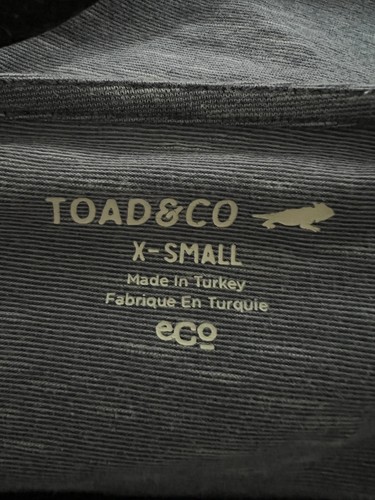 TOAD&CO
X-SMALL
Made In Turkey
Fabrique En Turquie
eco